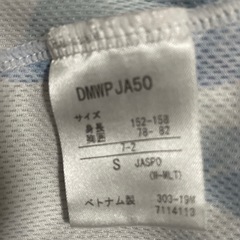 DMWPJA50
サイズ
身長 152-158
胸囲 78- 82
7-2
S JASPO
(M-MLT)
ベトナム製 303-19M
7114113